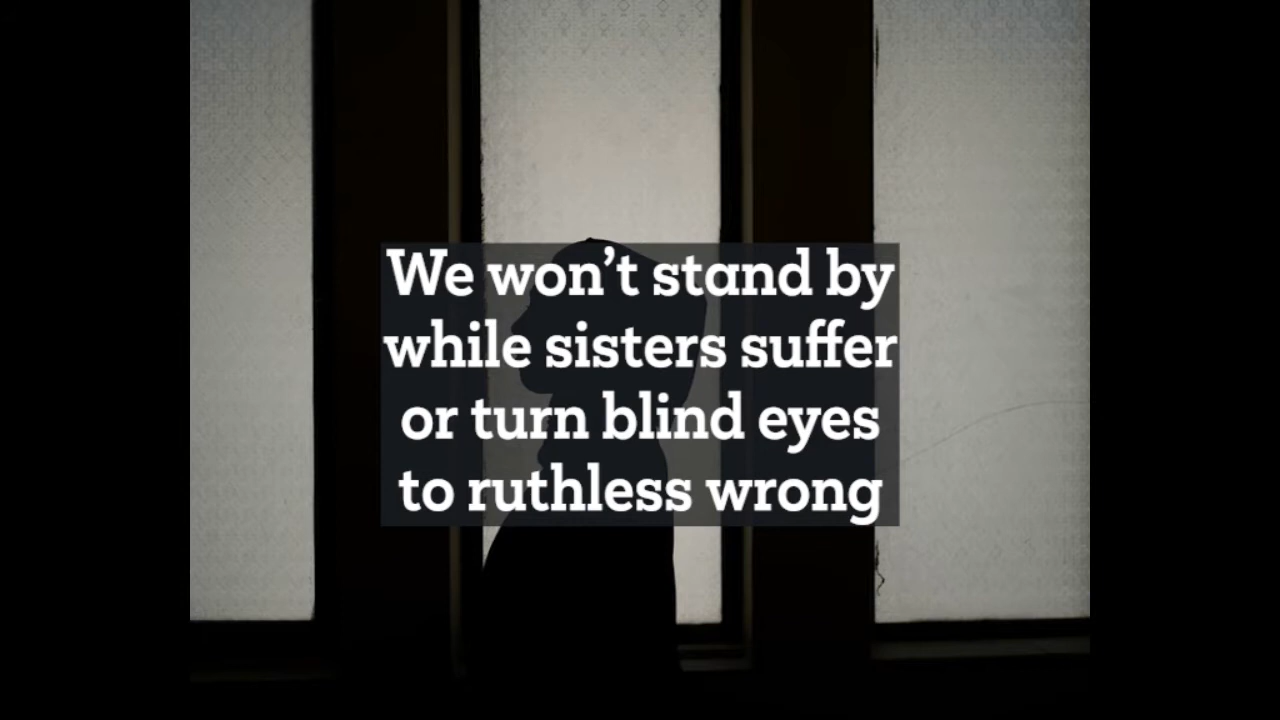 We won’t stand by
while sisters suffer
or turn blind eyes
to ruthless wrong